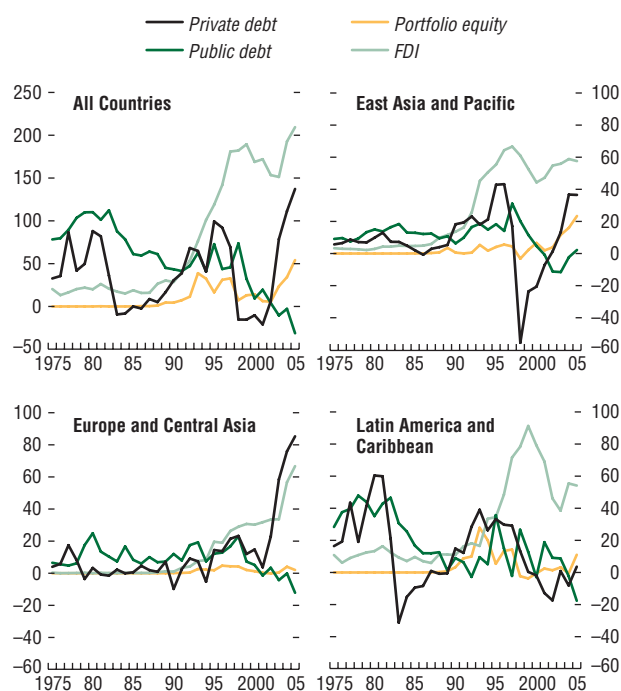 Private debt
Portfolio equity
Public debt
FDI
All Countries
250
200
150
100
50
0
–50
1975 80 85 90 95 2000 05
East Asia and Pacific
100
80
60
40
20
0
–20
–40
–60
1975 80 85 90 95 2000 05
Europe and Central Asia
100
80
60
40
20
0
–20
–40
–60
1975 80 85 90 95 2000 05
Latin America and
Caribbean
100
80
60
40
20
0
–20
–40
–60
1975 80 85 90 95 2000 05